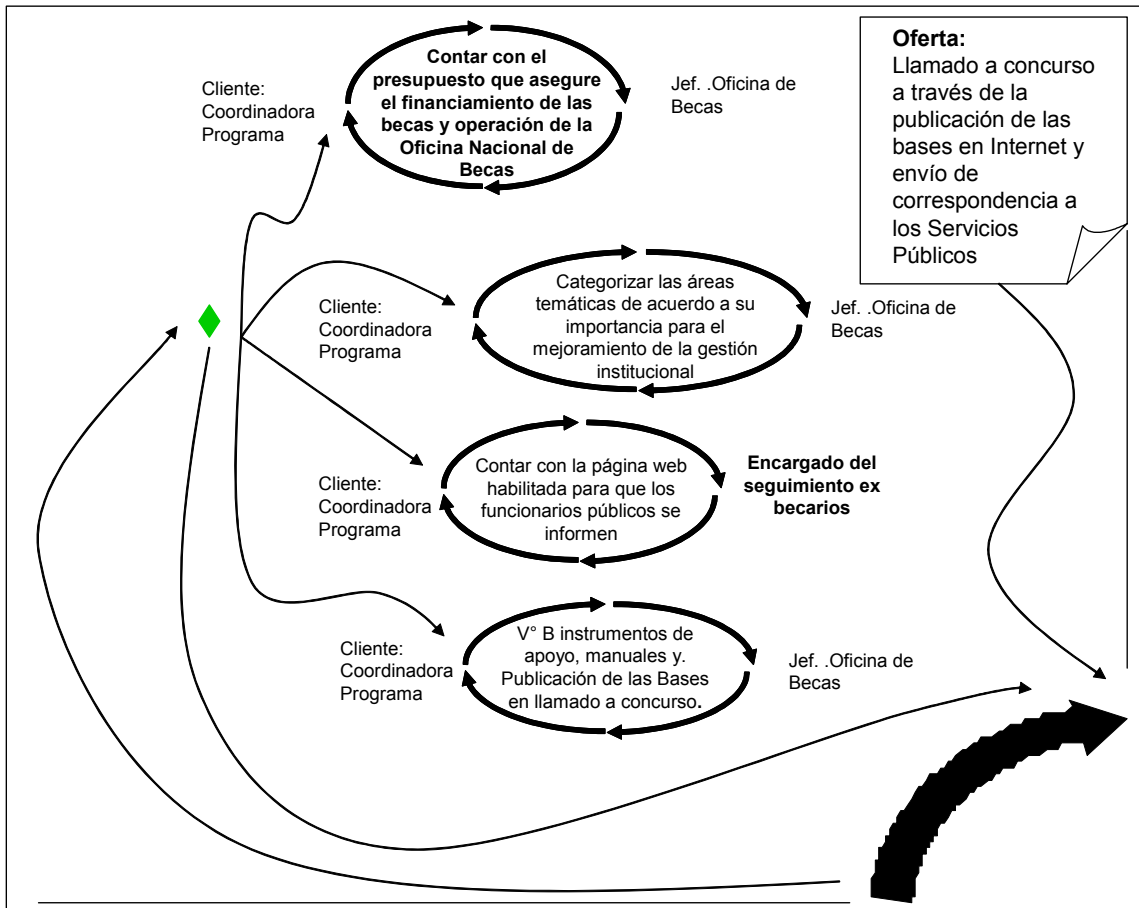 Contar con el
presupuesto que asegure
el financiamiento de las
becas y operación de la
Oficina Nacional de
Becas
Cliente:
Coordinadora
Programa
Jef. .Oficina de
Becas
Oferta:
Llamado a concurso
a través de la
publicación de las
bases en Internet y
envío de
correspondencia a
los Servicios
Públicos
Cliente:
Coordinadora
Programa
Categorizar las áreas
temáticas de acuerdo a su
importancia para el
mejoramiento de la gestión
institucional
Jef. .Oficina de
Becas
Cliente:
Coordinadora
Programa
Contar con la página web
habilitada para que los
funcionarios públicos se
informen
Encargado del
seguimiento ex
becarios
Cliente:
Coordinadora
Programa
V° B instrumentos de
apoyo, manuales y.
Publicación de las Bases
en llamado a concurso.
Jef. .Oficina de
Becas